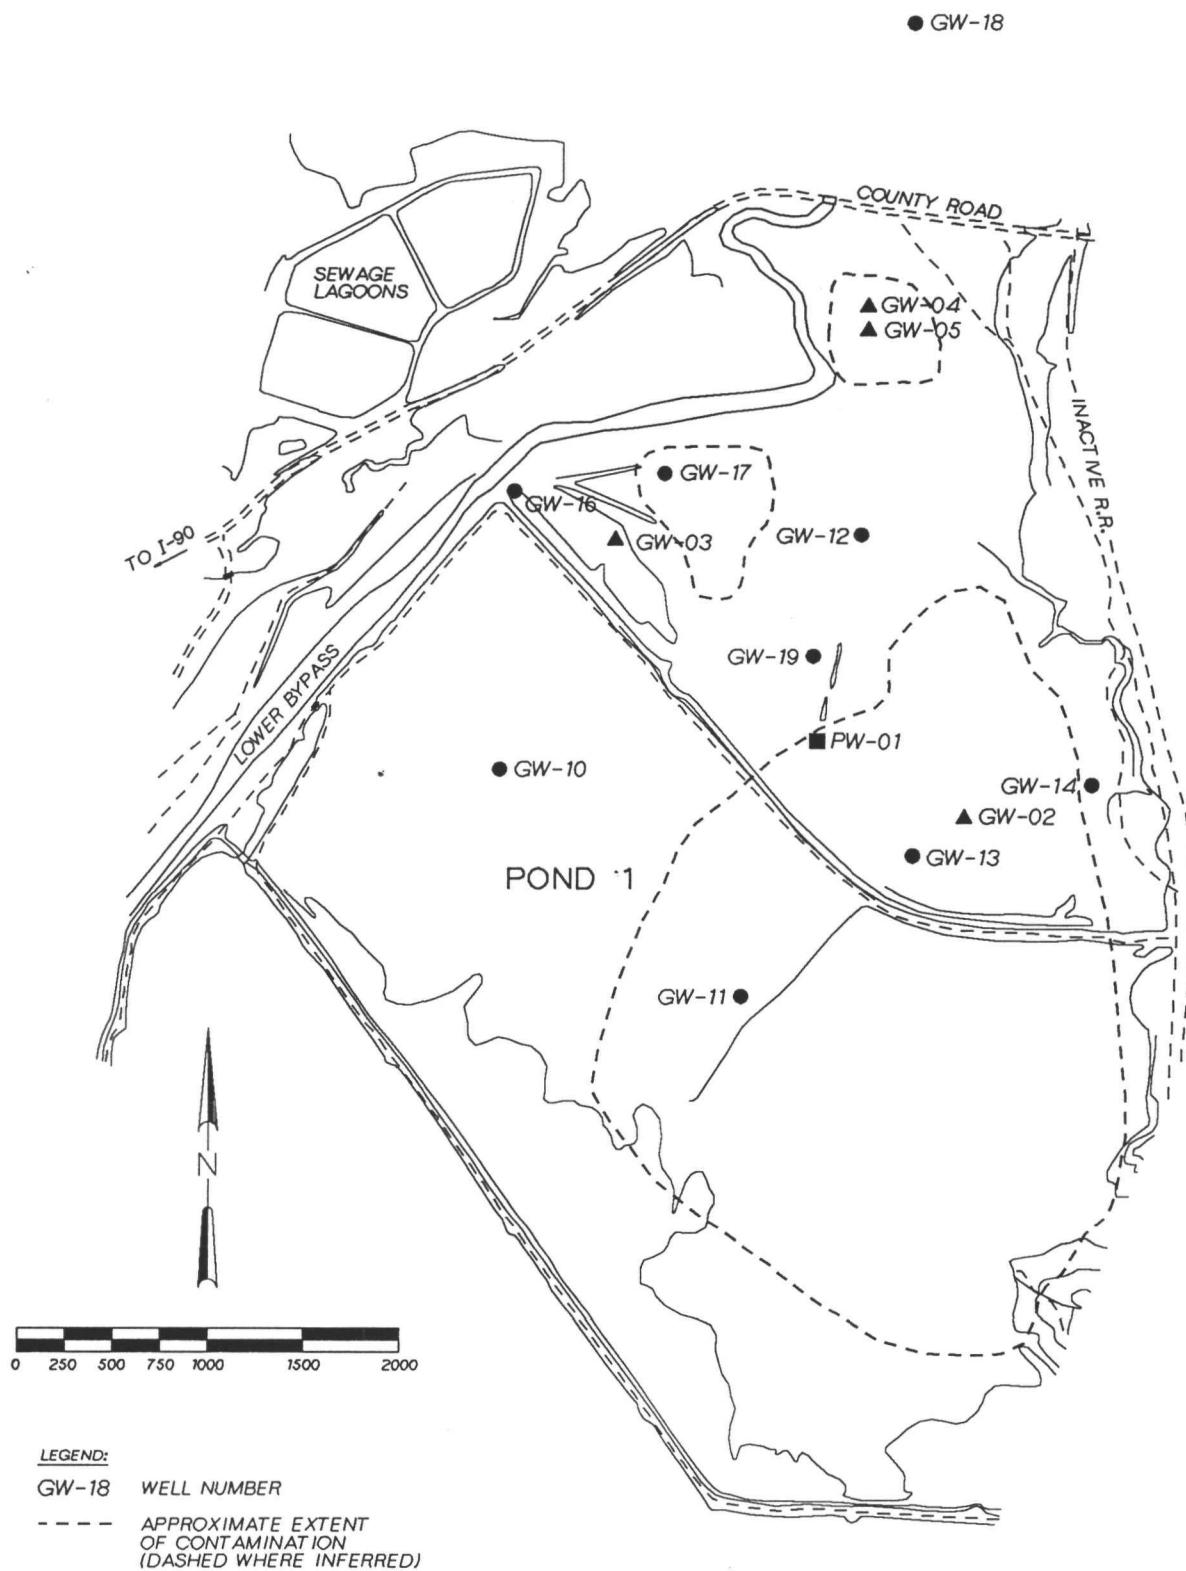 GW-18
COUNTY ROAD
SEWAGE
LAGOONS
GW-04
GW-05
INACTIVE R.R.
GW-17
GW-16
GW-12
GW-03
TO I-90
GW-19
LOWER BYPASS
PW-01
GW-10
GW-14
GW-02
GW-13
POND 1
GW-11
N
0 250 500 750 1000 1500 2000
LEGEND:
GW-18 WELL NUMBER
APPROXIMATE EXTENT
OF CONTAMINATION
(DASHED WHERE INFERRED)